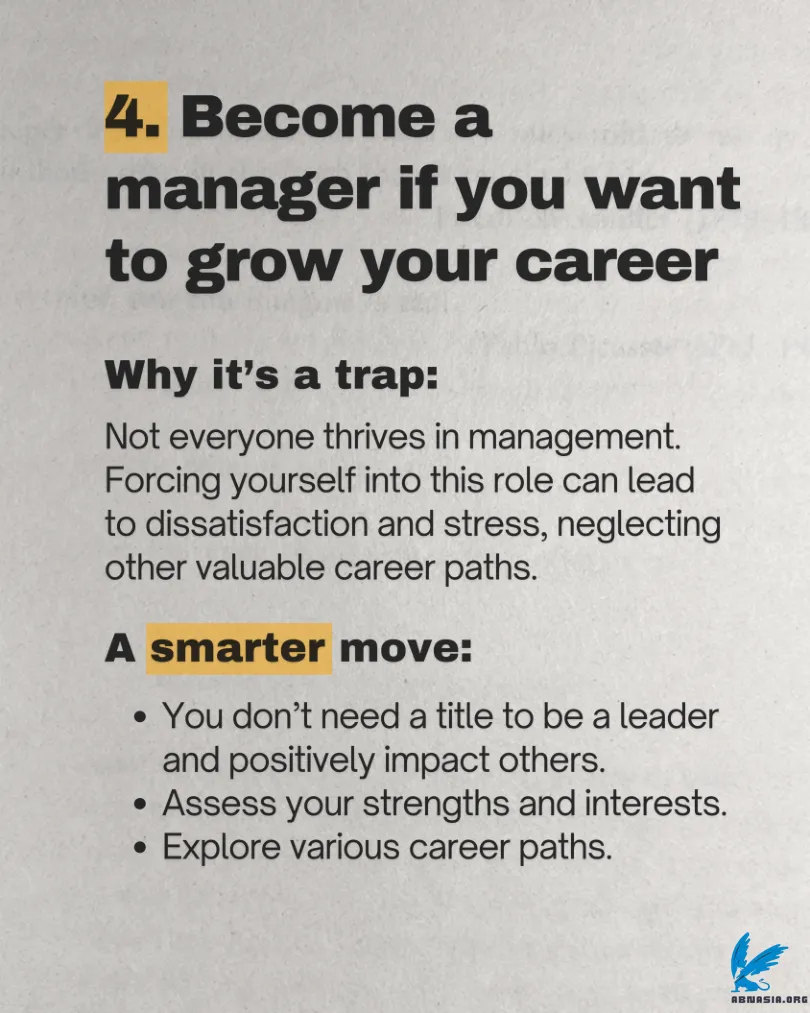 4. Become a
manager if you want
to grow your career
Why it’s a trap:
Not everyone thrives in management.
Forcing yourself into this role can lead
to dissatisfaction and stress, neglecting
other valuable career paths.
A smarter move:
• You don’t need a title to be a leader
and positively impact others.
• Assess your strengths and interests.
• Explore various career paths.
ABNASIA.ORG